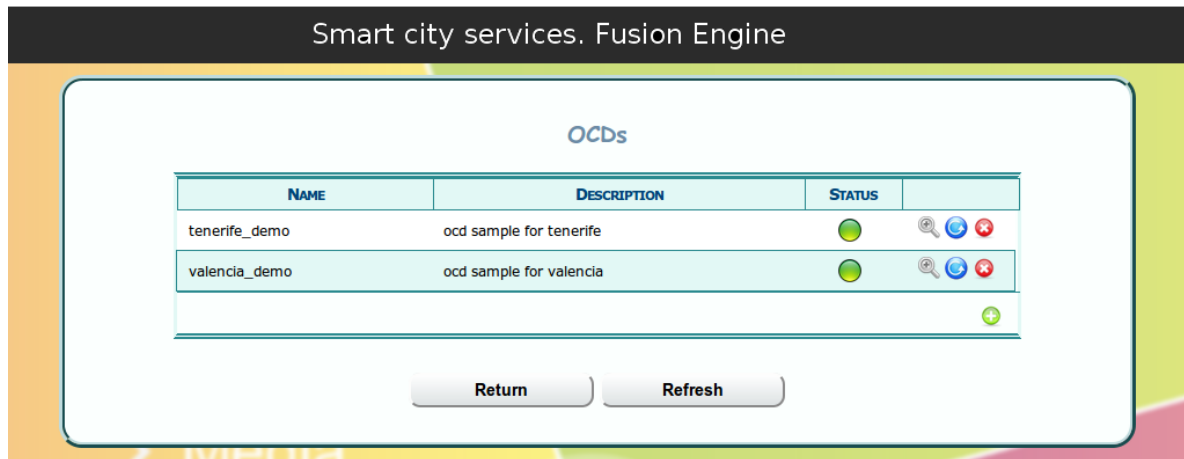 Smart city services. Fusion Engine
OCDs
NAME DESCRIPTION STATUS
tenerife_demo ocd sample for tenerife
valencia_demo ocd sample for valencia
Return Refresh
Media